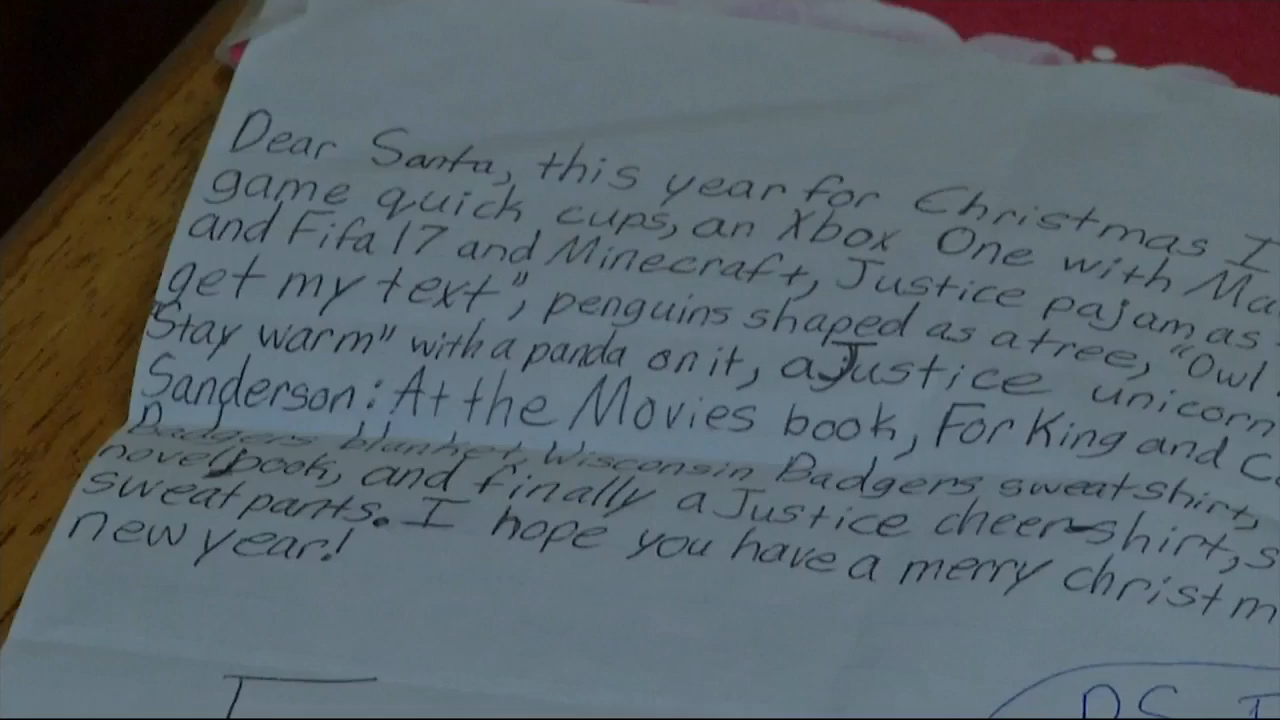 Dear Santa, this year for Christmas I
game quick cups, an Xbox One with Ma
and Fifa 17 and Minecraft, Justice pajamas
get my text", penguins shaped as a tree, "Owl
"Stay warm" with a panda on it, a Justice unicorn
Sanderson: At the Movies book, For King and C
Badgers blanket, Wisconsin Badgers sweatshirt,
novel book, and finally a Justice cheer shirt, s
sweatpants. I hope you have a merry christm
new year!
PS I